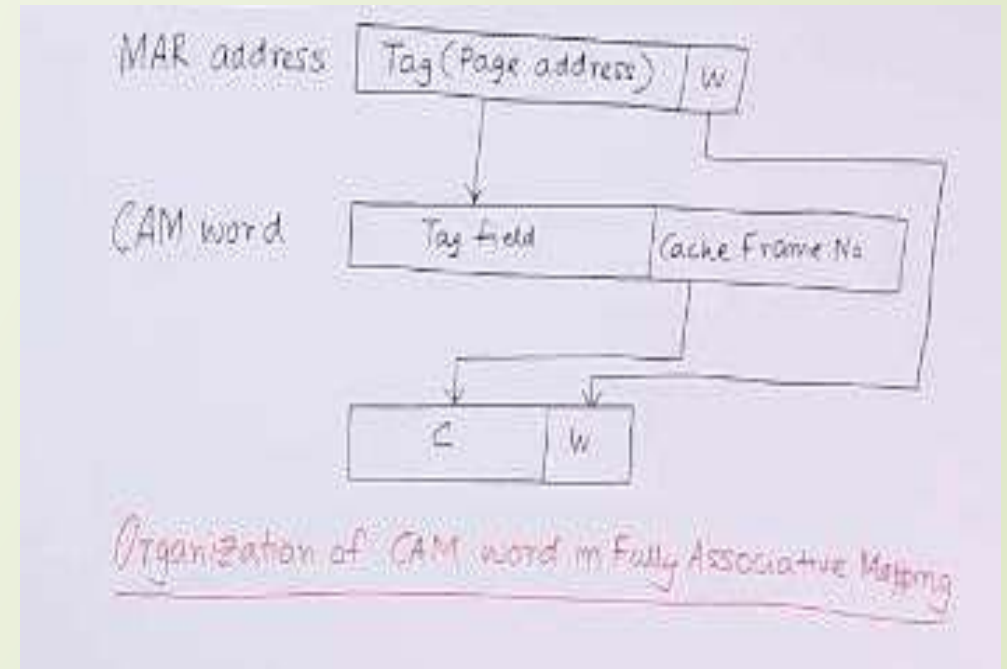 MAR address Tag (Page address) W
CAM word Tag field Cache Frame No
C W
Organization of CAM word in Fully Associative Mapping